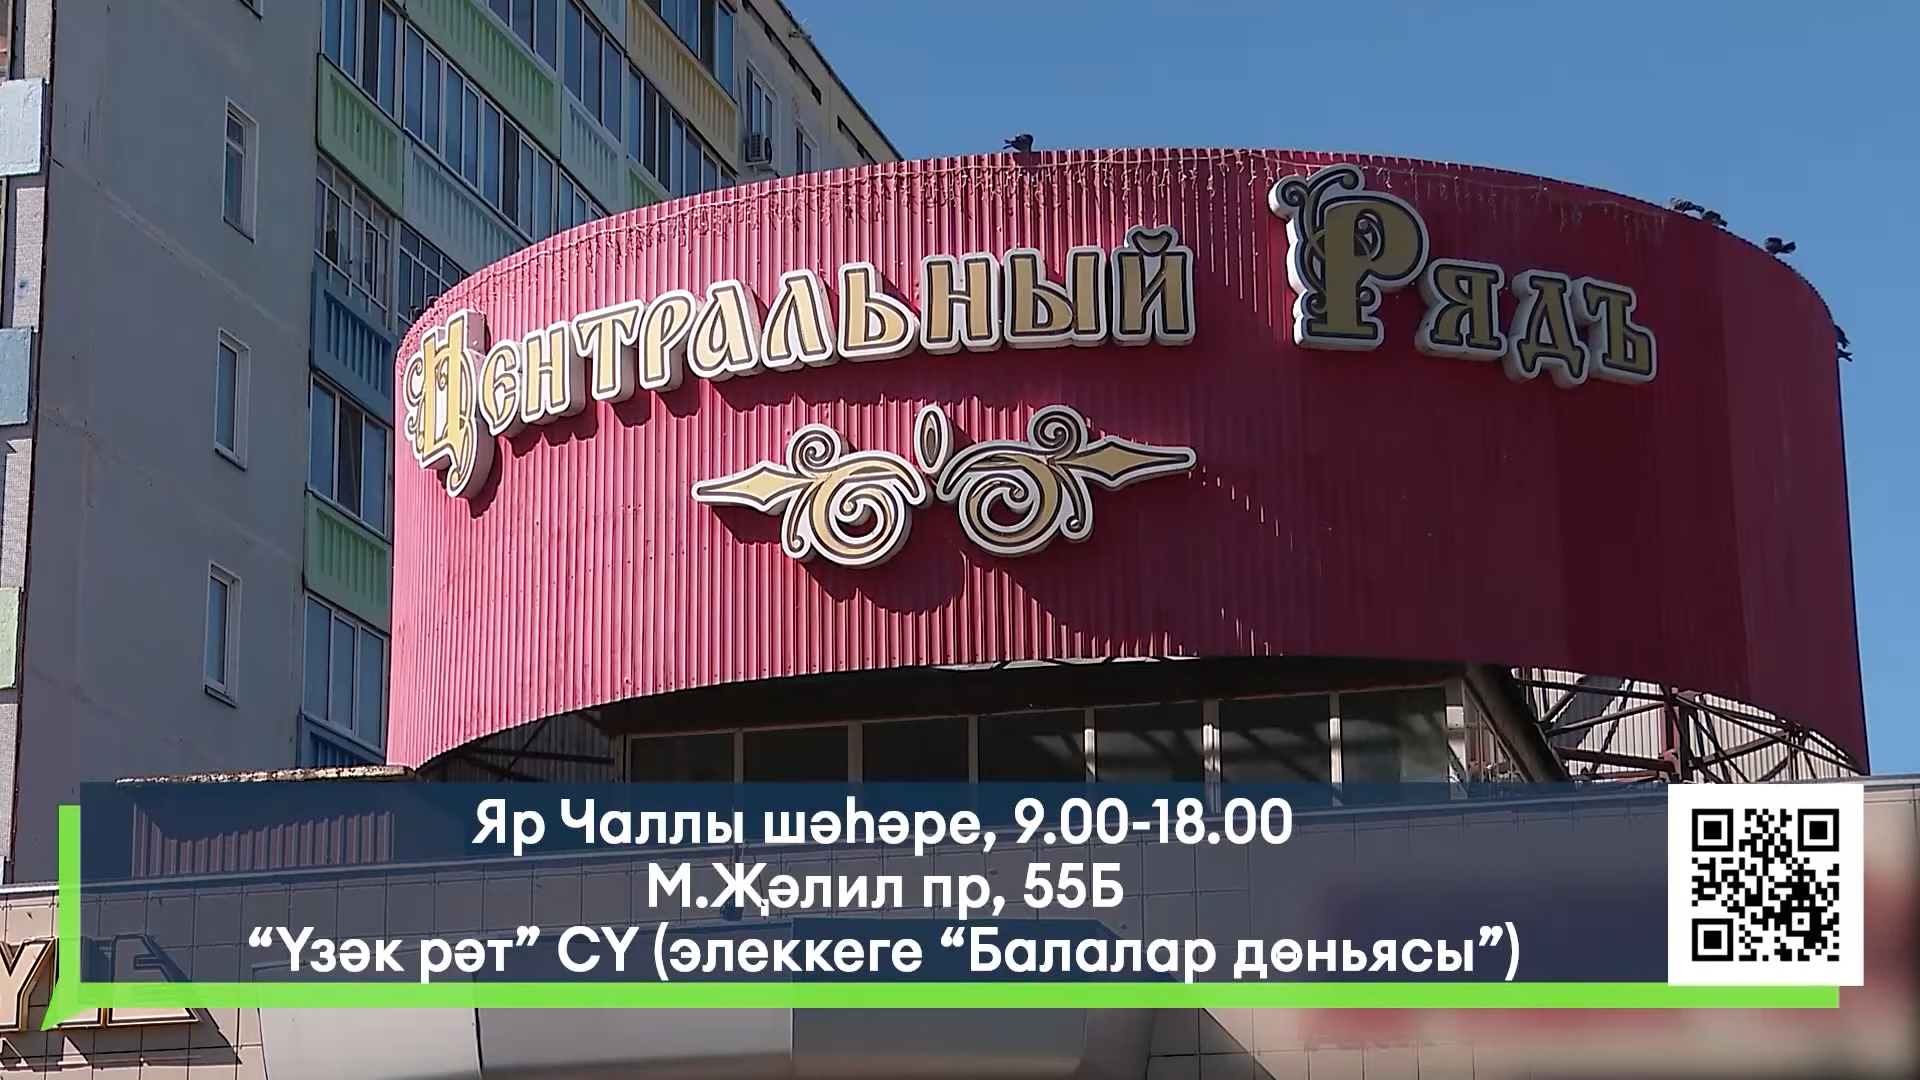 Центральный Рядъ
Яр Чаллы шәһәре, 9.00-18.00
М.Җәлил пр, 55Б
“Үзәк рәт” СҮ (элеккеге “Балалар дөньясы”)